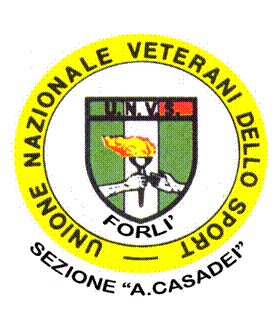 UNIONE NAZIONALE VETERANI DELLO SPORT
U.N.V.S.
FORLI'
SEZIONE "A.CASADEI"